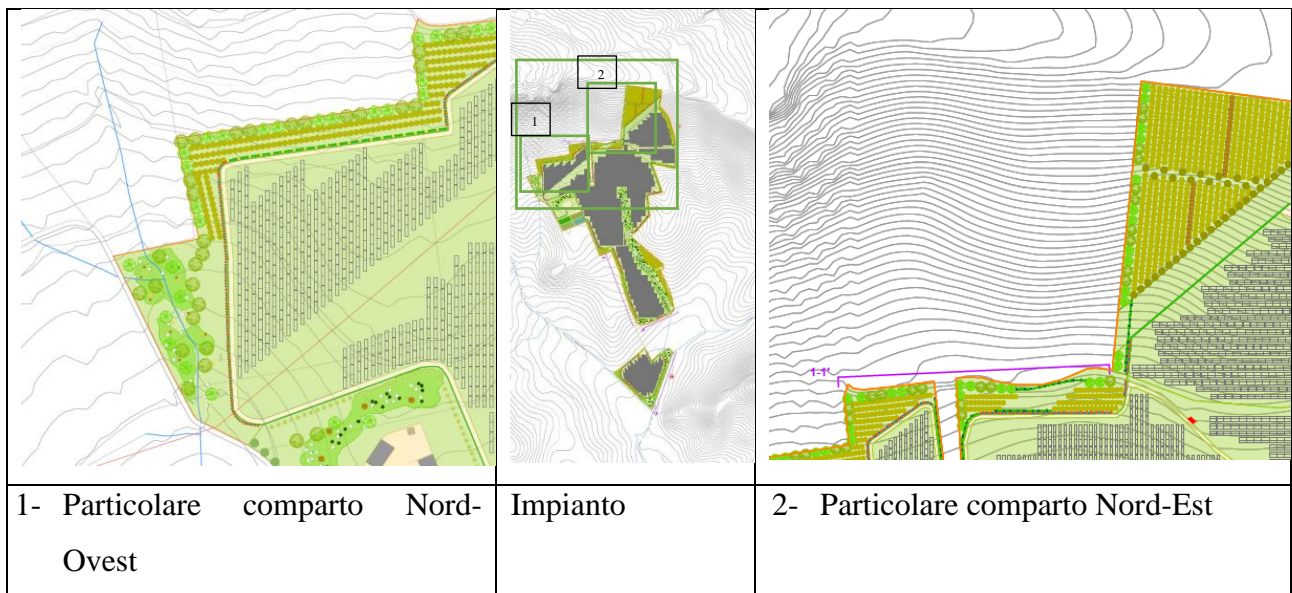 2
1
1-1'
1- Particolare comparto Nord-
Ovest
Impianto
2- Particolare comparto Nord-Est